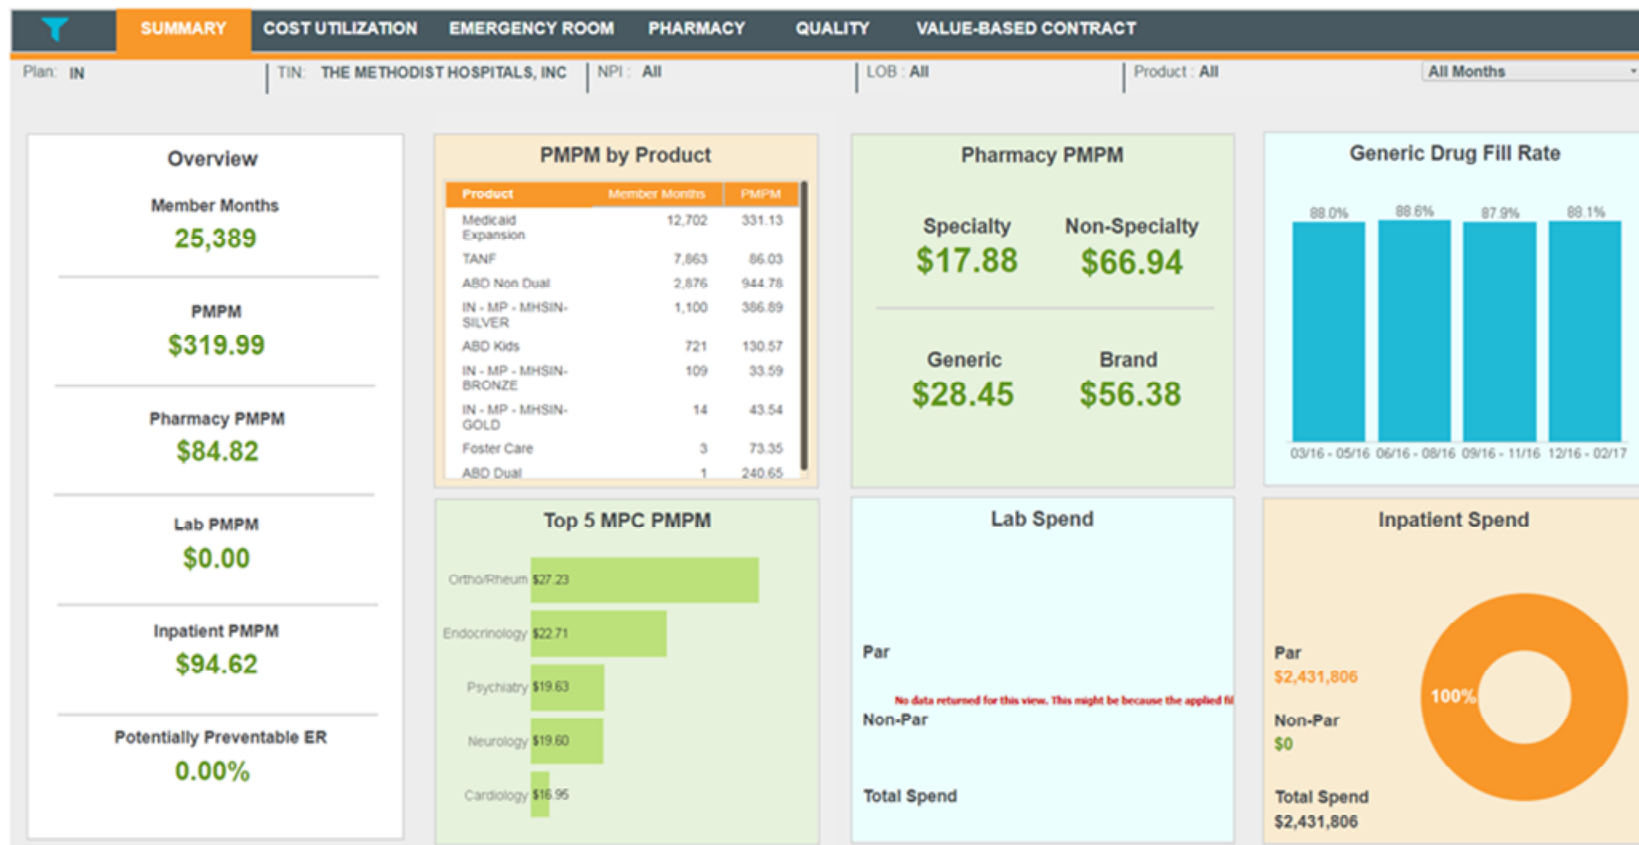 SUMMARY COST UTILIZATION EMERGENCY ROOM PHARMACY QUALITY VALUE-BASED CONTRACT
Plan: IN TIN: THE METHODIST HOSPITALS, INC NPI : All LOB : All Product : All All Months
Overview
Member Months
25,389
PMPM
$319.99
Pharmacy PMPM
$84.82
Lab PMPM
$0.00
Inpatient PMPM
$94.62
Potentially Preventable ER
0.00%
PMPM by Product
Product Member Months PMPM
Medicaid 12,702 331.13
Expansion
TANF 7,863 86.03
ABD Non Dual 2,876 944.78
IN - MP - MHSIN- 1,100 386.89
SILVER
ABD Kids 721 130.57
IN - MP - MHSIN- 109 33.59
BRONZE
IN - MP - MHSIN- 14 43.54
GOLD
Foster Care 3 73.35
ABD Dual 1 240.65
Pharmacy PMPM
Specialty Non-Specialty
$17.88 $66.94
Generic Brand
$28.45 $56.38
Generic Drug Fill Rate
88.0% 88.6% 87.9% 88.1%
03/16 - 05/16 06/16 - 08/16 09/16 - 11/16 12/16 - 02/17
Top 5 MPC PMPM
Ortho/Rheum $27.23
Endocrinology $22.71
Psychiatry $19.63
Neurology $19.60
Cardiology $16.95
Lab Spend
Par
No data returned for this view. This might be because the applied fil
Non-Par
Total Spend
Inpatient Spend
Par
$2,431,806
100%
Non-Par
$0
Total Spend
$2,431,806